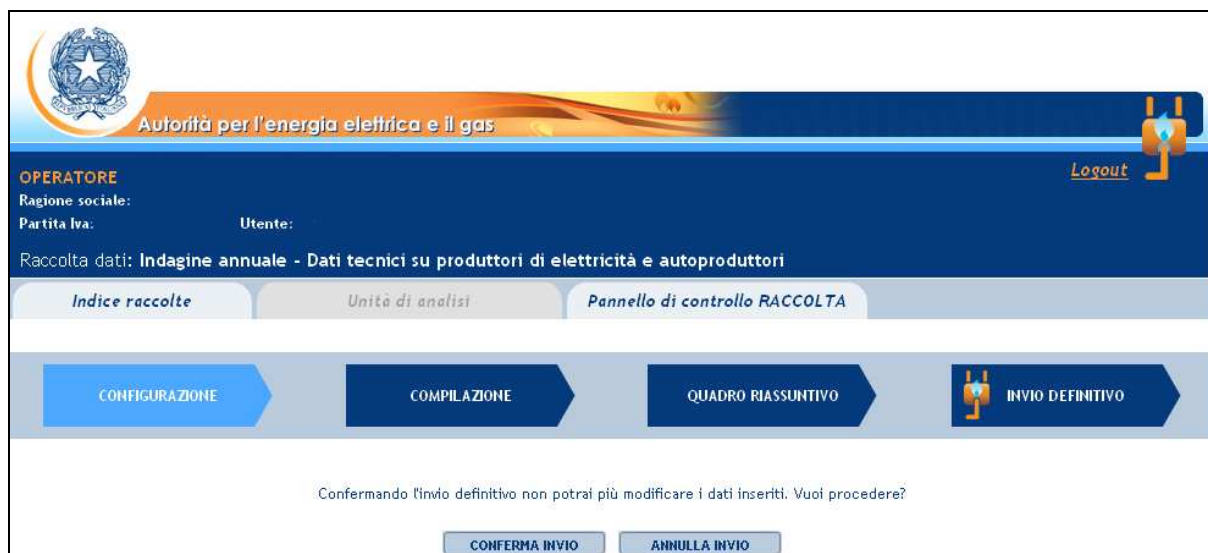 Autorità per l'energia elettrica e il gas
Logout
OPERATORE
Ragione sociale:
Partita Iva: Utente:
Raccolta dati: Indagine annuale - Dati tecnici su produttori di elettricità e autoproduttori
Indice raccolte Unità di analisi Pannello di controllo RACCOLTA
CONFIGURAZIONE COMPILAZIONE QUADRO RIASSUNTIVO INVIO DEFINITIVO
Confermando l'invio definitivo non potrai più modificare i dati inseriti. Vuoi procedere?
CONFERMA INVIO ANNULLA INVIO